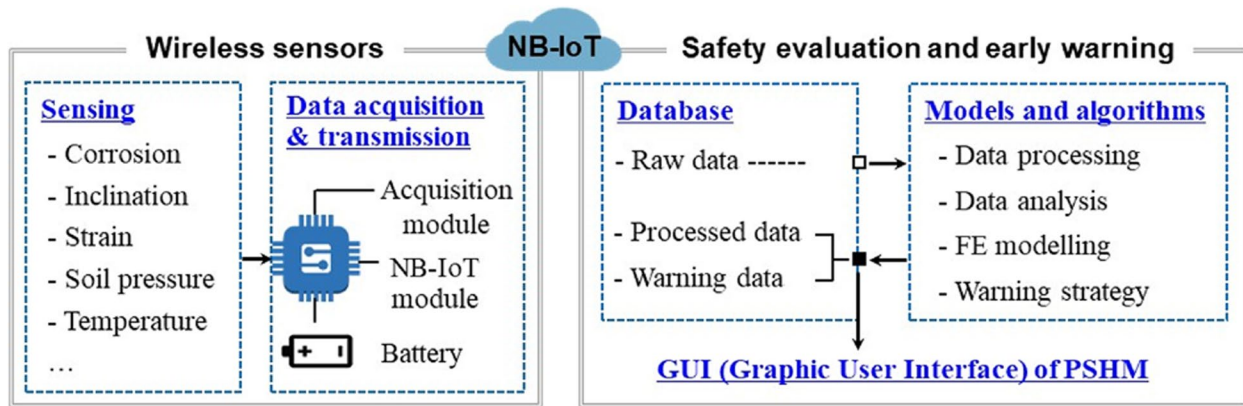 Wireless sensors
NB-IoT
Safety evaluation and early warning
Sensing
- Corrosion
- Inclination
- Strain
- Soil pressure
- Temperature
...
Data acquisition
& transmission
Acquisition
module
NB-IoT
module
Battery
Database
- Raw data ------
- Processed data
- Warning data
Models and algorithms
- Data processing
- Data analysis
- FE modelling
- Warning strategy
GUI (Graphic User Interface) of PSHM